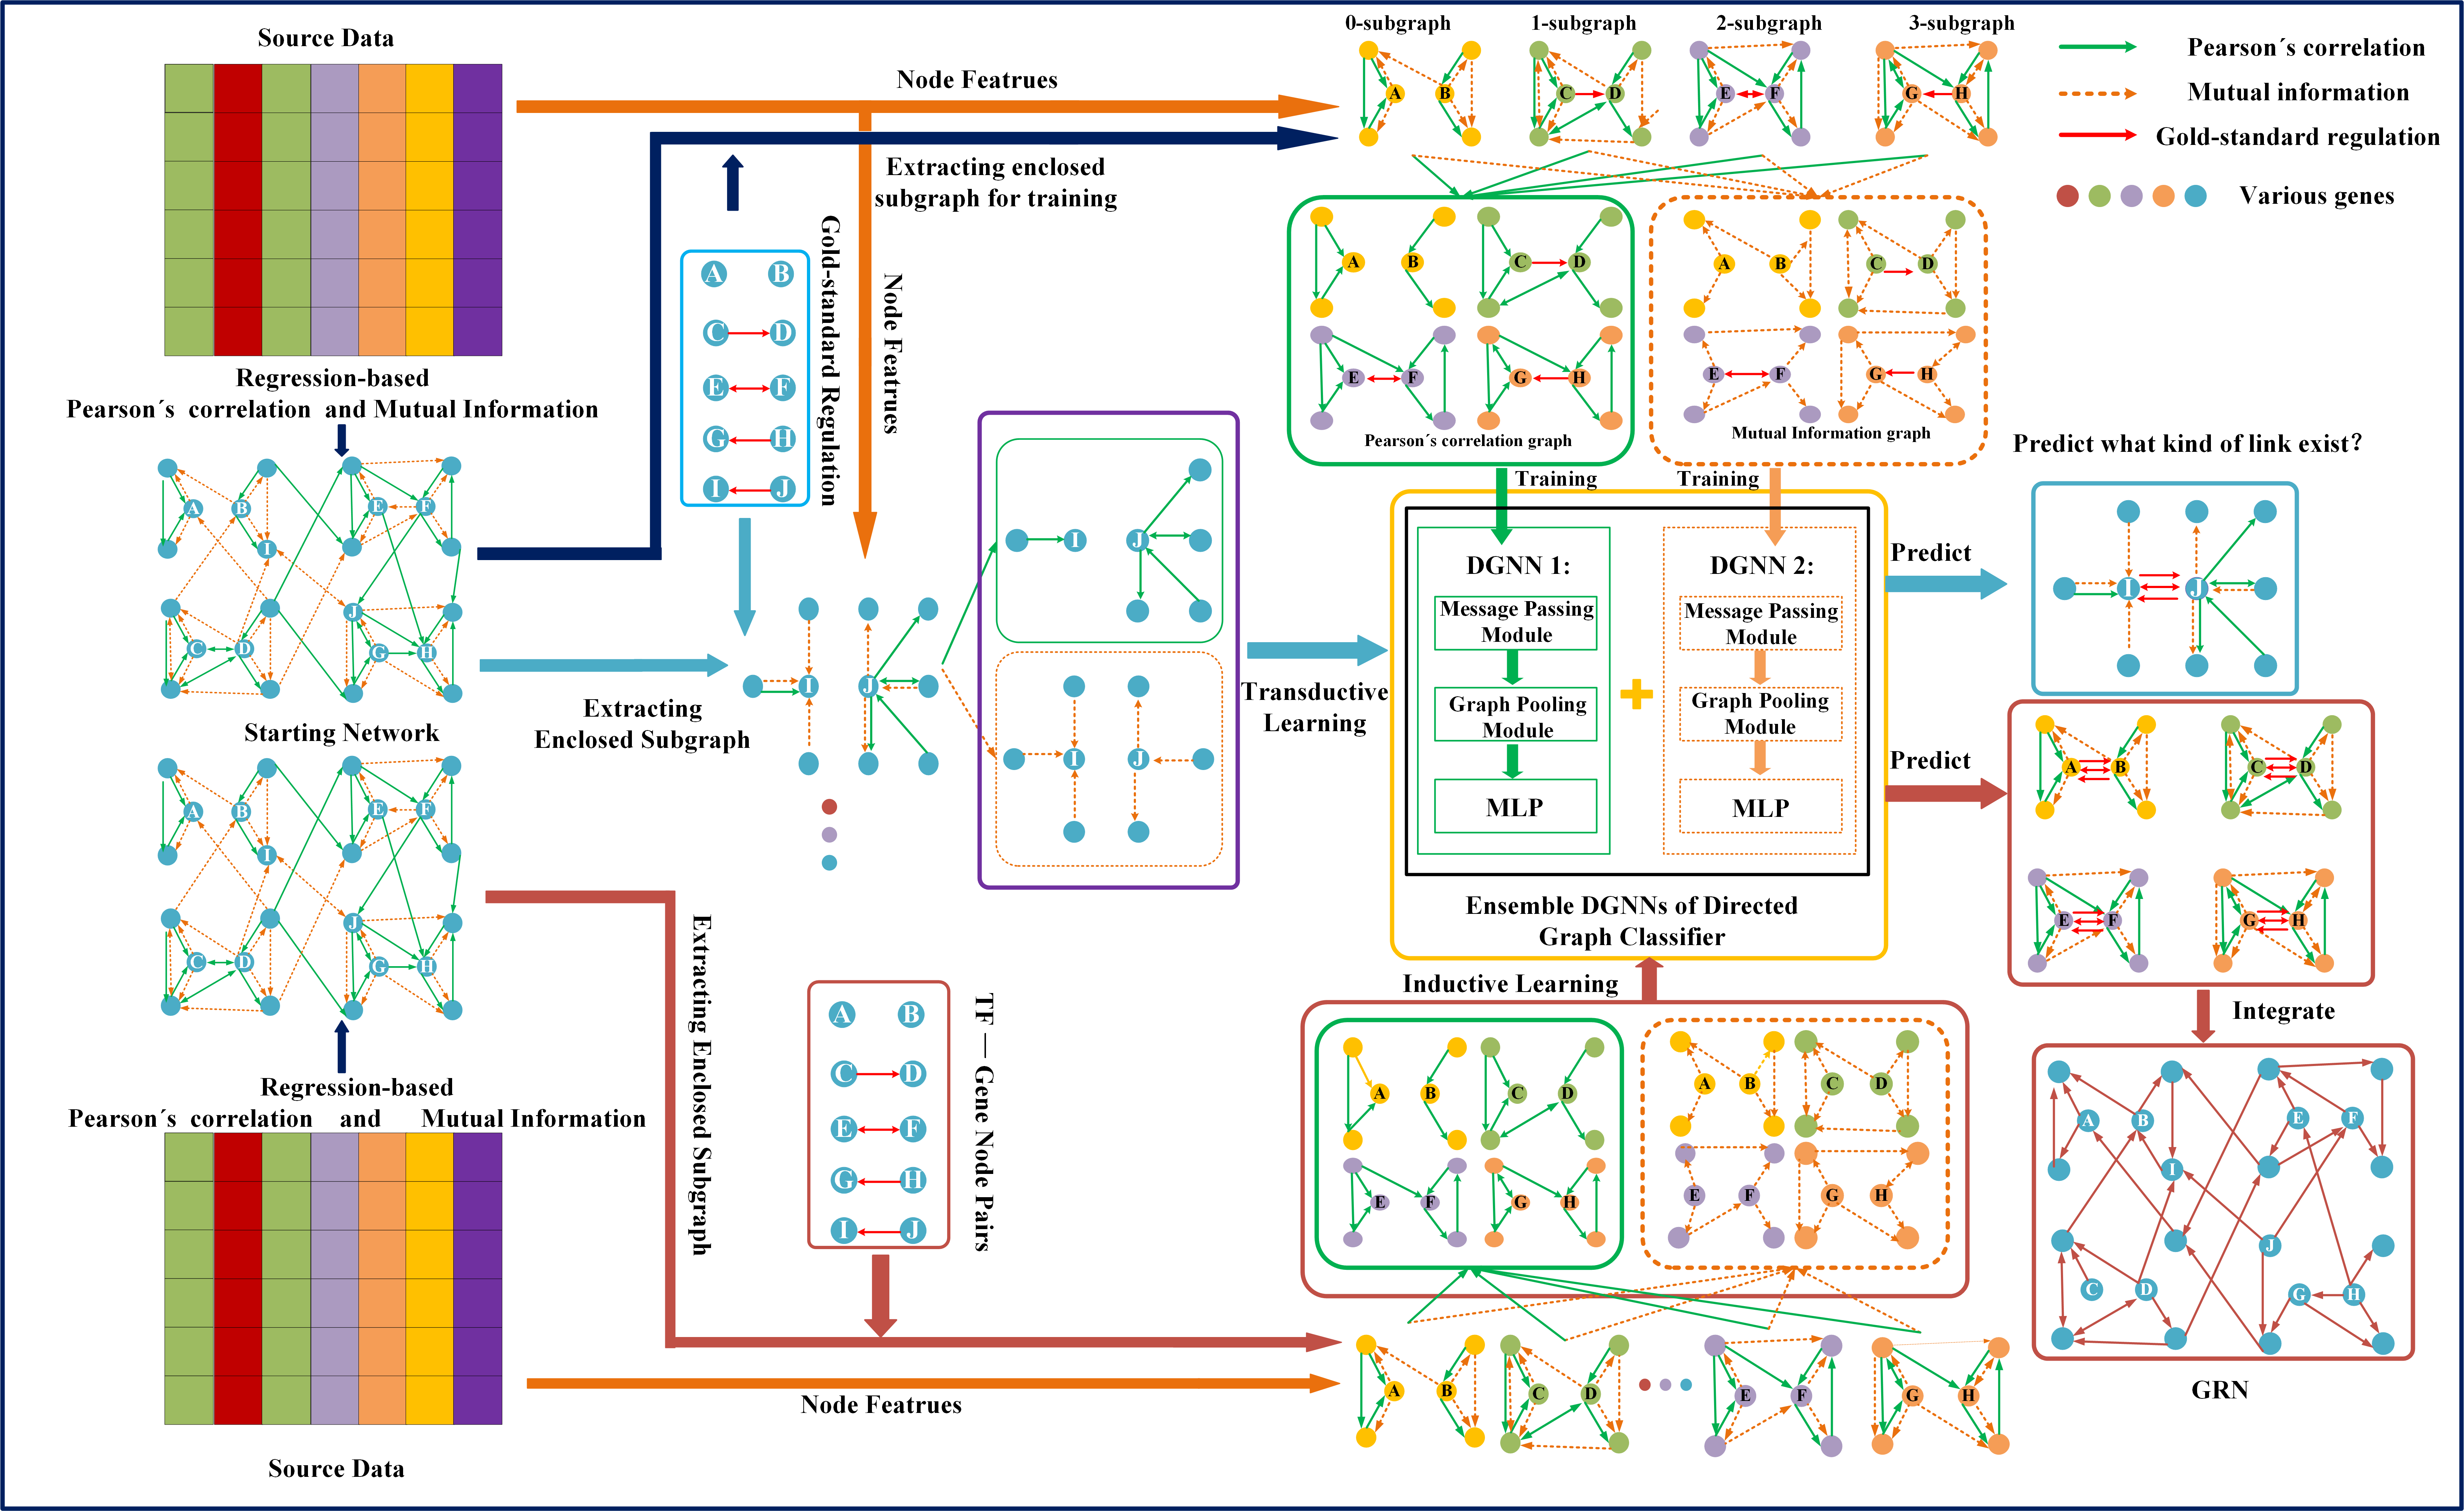 Source Data
Regression-based
Pearson´s correlation and Mutual Information
A
B
E
F
I
J
C
D
G
H
Starting Network
A
B
E
F
I
J
C
D
G
H
Regression-based
Pearson´s correlation and Mutual Information
Source Data
Node Featrues
Extracting enclosed
subgraph for training
Gold-standard Regulation
A B
C D
E F
G H
I J
Node Featrues
Extracting
Enclosed Subgraph
I J
I J
I J
Transductive
Learning
Extracting Enclosed Subgraph
TF — Gene Node Pairs
A B
C D
E F
G H
I J
Node Featrues
0-subgraph
1-subgraph
2-subgraph
3-subgraph
A B
C D
E F
G H
Pearson´s correlation
Mutual information
Gold-standard regulation
Various genes
A B C D
E F G H
Pearson´s correlation graph
A B C D
E F G H
Mutual Information graph
Training
Training
DGNN 1:
Message Passing
Module
Graph Pooling
Module
MLP
DGNN 2:
Message Passing
Module
Graph Pooling
Module
MLP
Ensemble DGNNs of Directed
Graph Classifier
Inductive Learning
A B C D
E F G H
A B C D
E F G H
A B
C D
E F
G H
Predict what kind of link exist?
Predict
I J
Predict
A B C D
E F G H
Integrate
A B E F
I
J
C D G H
GRN